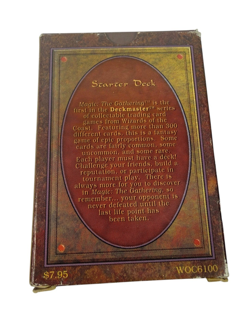 Starter Deck
Magic: The Gathering™ is
the first in the Deckmaster™ series
of collectable trading card
games from Wizards of the
Coast. Featuring more than 300
different cards, this is a fantasy
game of epic proportions. Some
cards are fairly common, some
uncommon, and some rare.
Each player must have a deck!
Challenge your friends, build a
reputation, or participate in
tournament play. There is
always more for you to discover
in Magic: The Gathering, so
remember... your opponent is
never defeated until the
last life point has
been taken.
$7.95
WOC6100